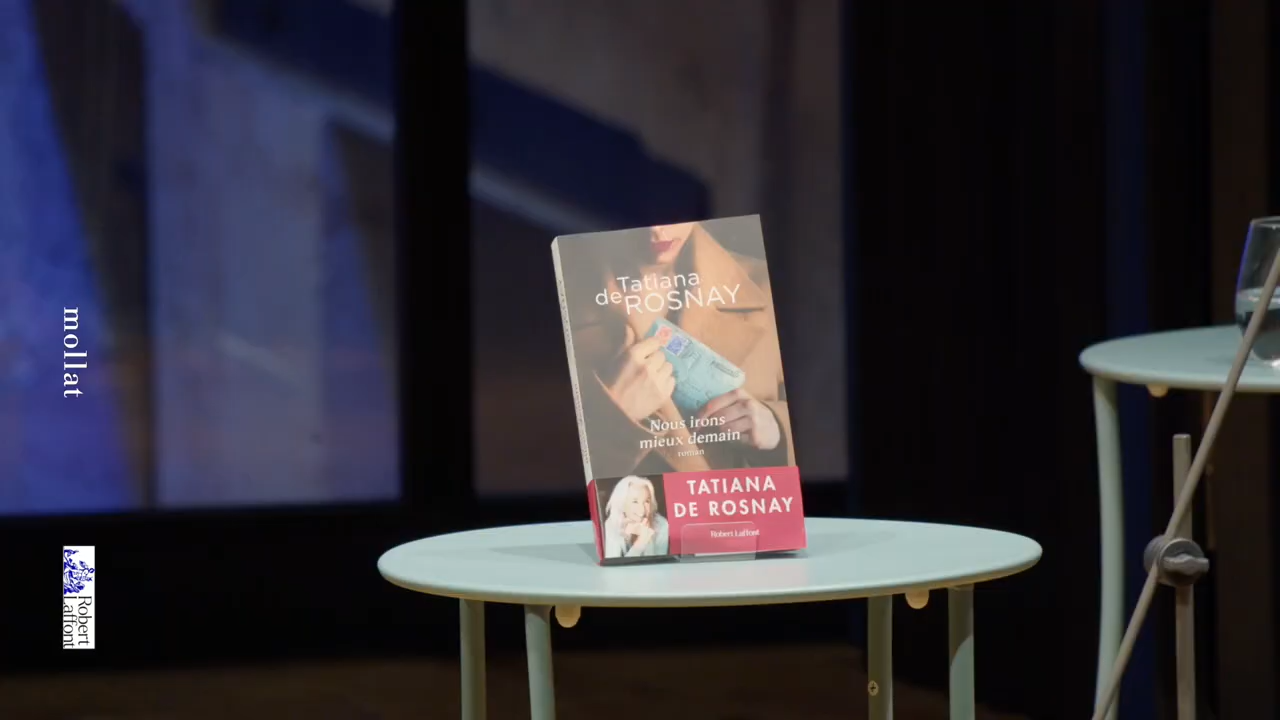 mollat
Robert
Laffont
Tatiana
de ROSNAY
Nous irons
mieux demain
roman
TATIANA
DE ROSNAY
Robert Laffont